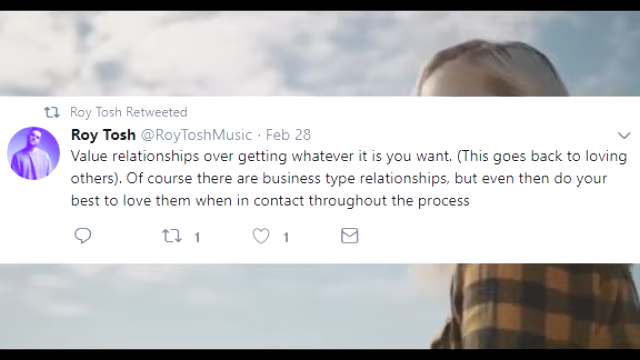 Roy Tosh Retweeted
Roy Tosh @RoyToshMusic · Feb 28
Value relationships over getting whatever it is you want. (This goes back to loving
others). Of course there are business type relationships, but even then do your
best to love them when in contact throughout the process
1 1